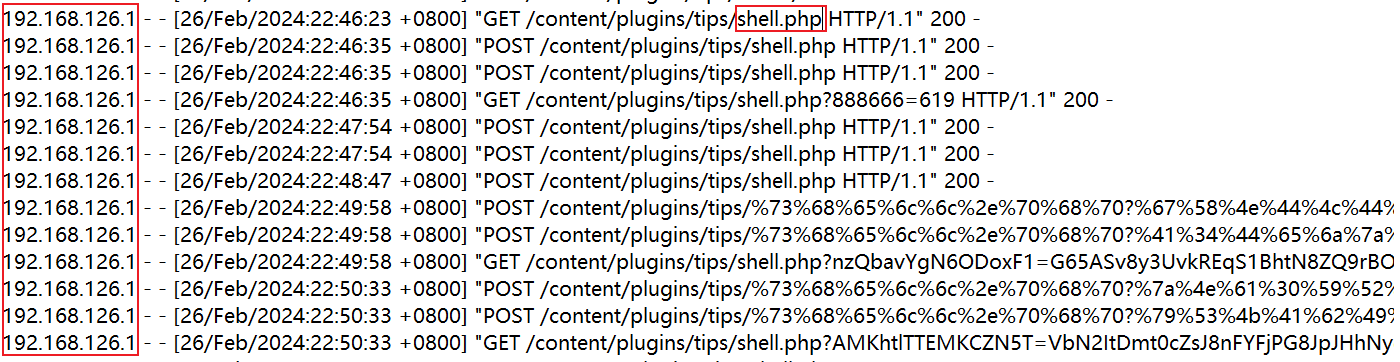 192.168.126.1 - - [26/Feb/2024:22:46:23 +0800] "GET /content/plugins/tips/shell.php HTTP/1.1" 200 -
192.168.126.1 - - [26/Feb/2024:22:46:35 +0800] "POST /content/plugins/tips/shell.php HTTP/1.1" 200 -
192.168.126.1 - - [26/Feb/2024:22:46:35 +0800] "POST /content/plugins/tips/shell.php HTTP/1.1" 200 -
192.168.126.1 - - [26/Feb/2024:22:46:35 +0800] "GET /content/plugins/tips/shell.php?888666=619 HTTP/1.1" 200 -
192.168.126.1 - - [26/Feb/2024:22:47:54 +0800] "POST /content/plugins/tips/shell.php HTTP/1.1" 200 -
192.168.126.1 - - [26/Feb/2024:22:47:54 +0800] "POST /content/plugins/tips/shell.php HTTP/1.1" 200 -
192.168.126.1 - - [26/Feb/2024:22:48:47 +0800] "POST /content/plugins/tips/shell.php HTTP/1.1" 200 -
192.168.126.1 - - [26/Feb/2024:22:49:58 +0800] "POST /content/plugins/tips/%73%68%65%6c%6c%2e%70%68%70?%67%58%4e%44%4c%44%
192.168.126.1 - - [26/Feb/2024:22:49:58 +0800] "POST /content/plugins/tips/%73%68%65%6c%6c%2e%70%68%70?%41%34%44%65%6a%7a%
192.168.126.1 - - [26/Feb/2024:22:49:58 +0800] "GET /content/plugins/tips/shell.php?nzQbavYgN6ODoxF1=G65ASv8y3UvkREqS1BhtN8ZQ9rBO
192.168.126.1 - - [26/Feb/2024:22:50:33 +0800] "POST /content/plugins/tips/%73%68%65%6c%6c%2e%70%68%70?%7a%4e%61%30%59%52%
192.168.126.1 - - [26/Feb/2024:22:50:33 +0800] "POST /content/plugins/tips/%73%68%65%6c%6c%2e%70%68%70?%79%53%4b%41%62%49%
192.168.126.1 - - [26/Feb/2024:22:50:33 +0800] "GET /content/plugins/tips/shell.php?AMKhtlTTEMKCZN5T=VbN2ItDmt0cZsJ8nFYFjPG8JpJHhNy